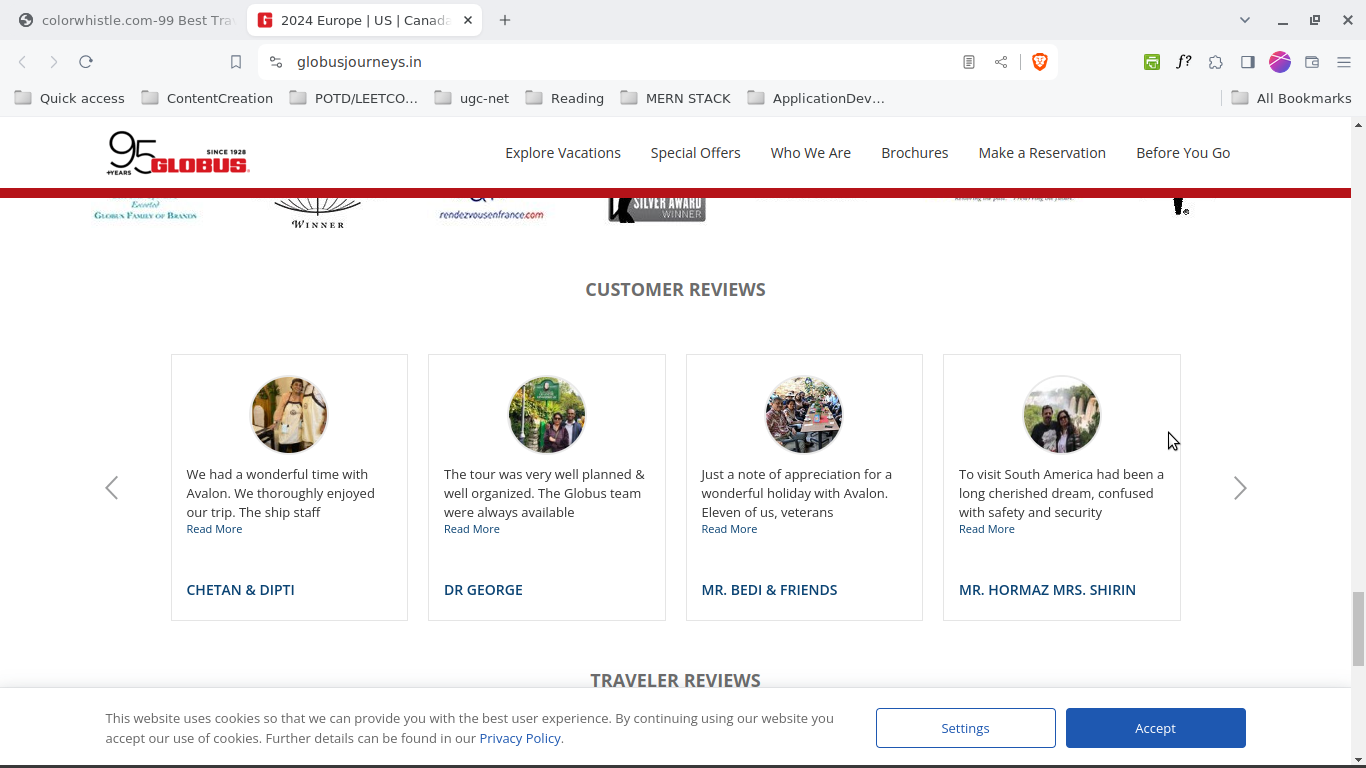 colorwhistle.com-99 Best Tra
2024 Europe | US | Canada
globusjourneys.in
f?
Quick access
ContentCreation
POTD/LEETCO...
ugc-net
Reading
MERN STACK
ApplicationDev...
All Bookmarks
95
+YEARS
SINCE 1928
GLOBUS
Explore Vacations
Special Offers
Who We Are
Brochures
Make a Reservation
Before You Go
Escorted
GLOBUS FAMILY OF BRANDS
WINNER
rendezvousenfrance.com
SILVER AWARD
WINNER
CUSTOMER REVIEWS
We had a wonderful time with
Avalon. We thoroughly enjoyed
our trip. The ship staff
Read More
CHETAN & DIPTI
The tour was very well planned &
well organized. The Globus team
were always available
Read More
DR GEORGE
Just a note of appreciation for a
wonderful holiday with Avalon.
Eleven of us, veterans
Read More
MR. BEDI & FRIENDS
To visit South America had been a
long cherished dream, confused
with safety and security
Read More
MR. HORMAZ MRS. SHIRIN
TRAVELER REVIEWS
This website uses cookies so that we can provide you with the best user experience. By continuing using our website you
accept our use of cookies. Further details can be found in our Privacy Policy.
Settings
Accept